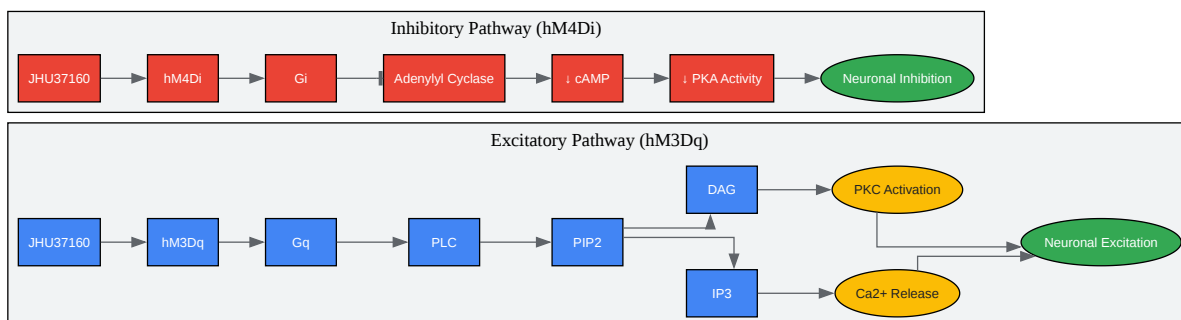 Inhibitory Pathway (hM4Di)
JHU37160
hM4Di
Gi
Adenylyl Cyclase
↓ cAMP
↓ PKA Activity
Neuronal Inhibition
Excitatory Pathway (hM3Dq)
JHU37160
hM3Dq
Gq
PLC
PIP2
DAG
PKC Activation
IP3
Ca2+ Release
Neuronal Excitation